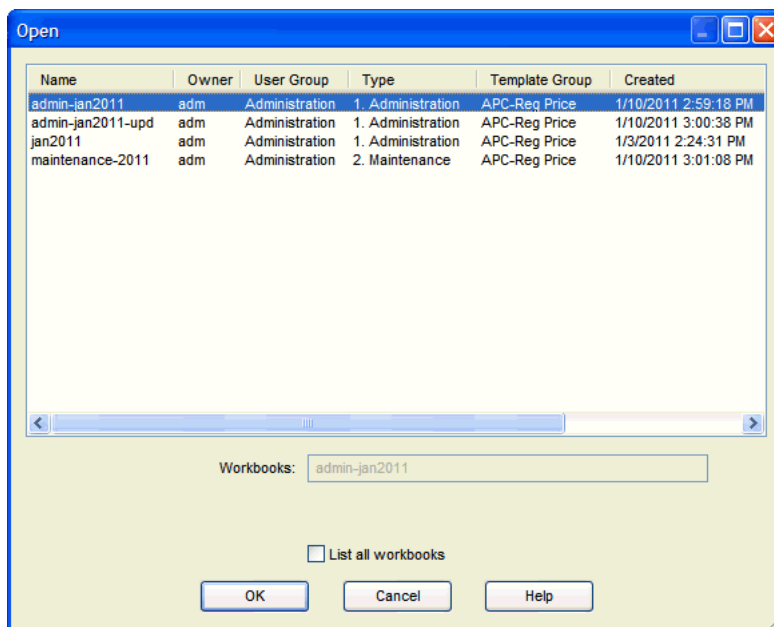 Open
Name Owner User Group Type Template Group Created
admin-jan2011 adm Administration 1. Administration APC-Reg Price 1/10/2011 2:59:18 PM
admin-jan2011-upd adm Administration 1. Administration APC-Reg Price 1/10/2011 3:00:38 PM
jan2011 adm Administration 1. Administration APC-Reg Price 1/3/2011 2:24:31 PM
maintenance-2011 adm Administration 2. Maintenance APC-Reg Price 1/10/2011 3:01:08 PM
Workbooks: admin-jan2011
List all workbooks
OK Cancel Help